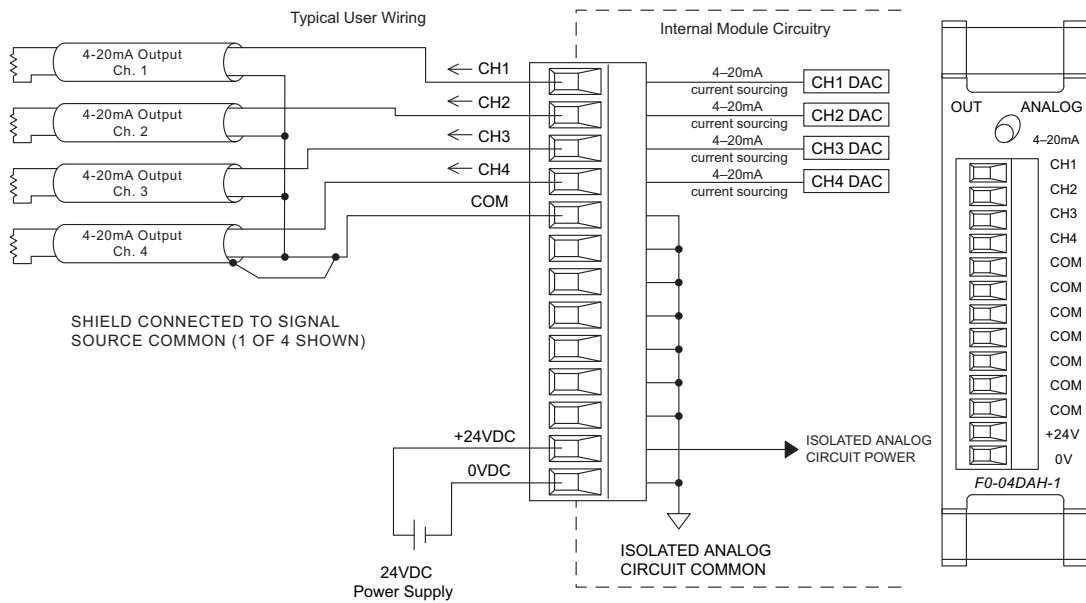 Typical User Wiring
Internal Module Circuitry
4-20mA Output
Ch. 1
4-20mA Output
Ch. 2
4-20mA Output
Ch. 3
4-20mA Output
Ch. 4
CH1
CH2
CH3
CH4
COM
4–20mA
current sourcing
CH1 DAC
4–20mA
current sourcing
CH2 DAC
4–20mA
current sourcing
CH3 DAC
4–20mA
current sourcing
CH4 DAC
SHIELD CONNECTED TO SIGNAL
SOURCE COMMON (1 OF 4 SHOWN)
+24VDC
0VDC
24VDC
Power Supply
ISOLATED ANALOG
CIRCUIT POWER
ISOLATED ANALOG
CIRCUIT COMMON
OUT ANALOG
4–20mA
CH1
CH2
CH3
CH4
COM
COM
COM
COM
COM
COM
COM
+24V
0V
F0-04DAH-1